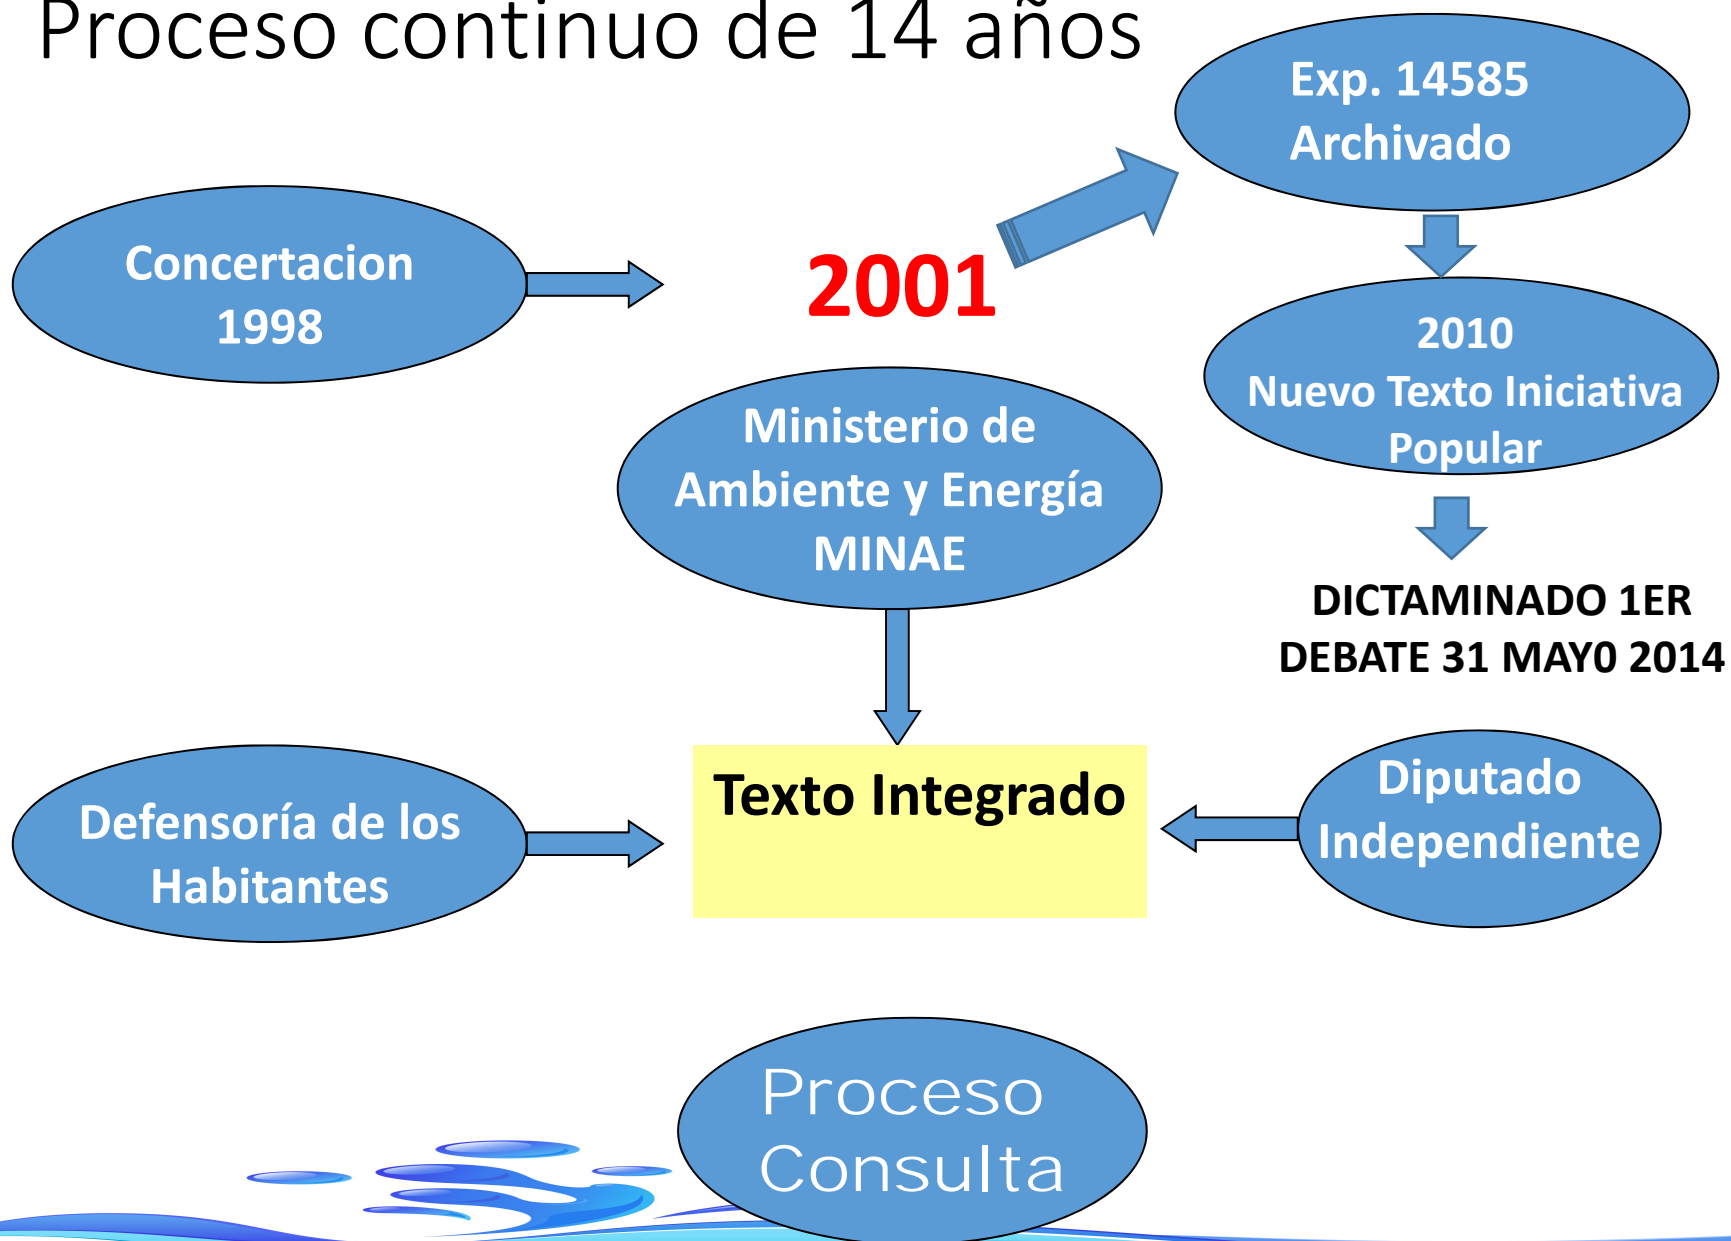 Proceso continuo de 14 años
Exp. 14585
Archivado
Concertacion
1998
2001
2010
Nuevo Texto Iniciativa
Popular
Ministerio de
Ambiente y Energía
MINAE
DICTAMINADO 1ER
DEBATE 31 MAY0 2014
Defensoría de los
Habitantes
Texto Integrado
Diputado
Independiente
Proceso
Consulta